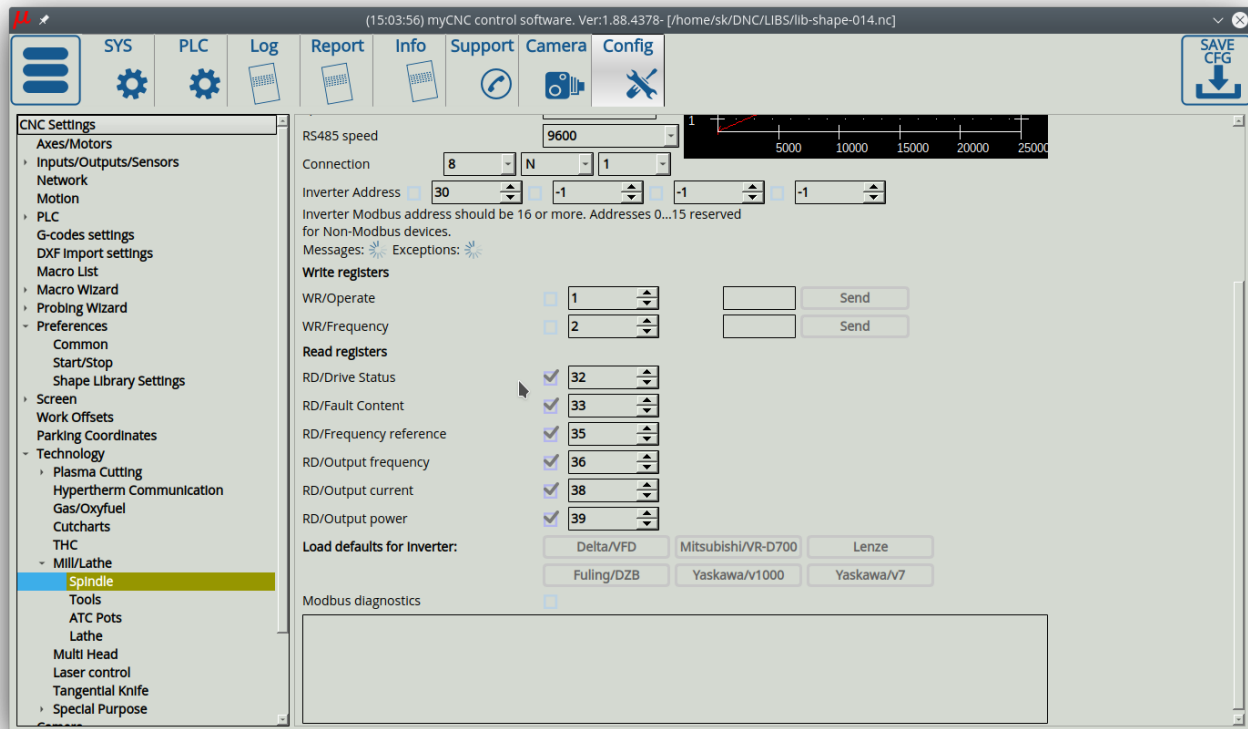 (15:03:56) myCNC control software. Ver:1.88.4378- [/home/sk/DNC/LIBS/lib-shape-014.nc]
SYS PLC Log Report Info Support Camera Config SAVE CFG
CNC Settings
Axes/Motors
Inputs/Outputs/Sensors
Network
Motion
PLC
G-codes settings
DXF import settings
Macro List
Macro Wizard
Probing Wizard
Preferences
Common
Start/Stop
Shape Library Settings
Screen
Work Offsets
Parking Coordinates
Technology
Plasma Cutting
Hypertherm Communication
Gas/Oxyfuel
Cutcharts
THC
Mill/Lathe
Spindle
Tools
ATC Pots
Lathe
Multi Head
Laser control
Tangential Knife
Special Purpose
RS485 speed 9600
1
5000 10000 15000 20000 25000
Connection 8 N 1
Inverter Address 30 -1 -1 -1
Inverter Modbus address should be 16 or more. Addresses 0...15 reserved
for Non-Modbus devices.
Messages: Exceptions:
Write registers
WR/Operate 1 Send
WR/Frequency 2 Send
Read registers
RD/Drive Status 32
RD/Fault Content 33
RD/Frequency reference 35
RD/Output frequency 36
RD/Output current 38
RD/Output power 39
Load defaults for Inverter: Delta/VFD Mitsubishi/VR-D700 Lenze
Fuling/DZB Yaskawa/v1000 Yaskawa/v7
Modbus diagnostics